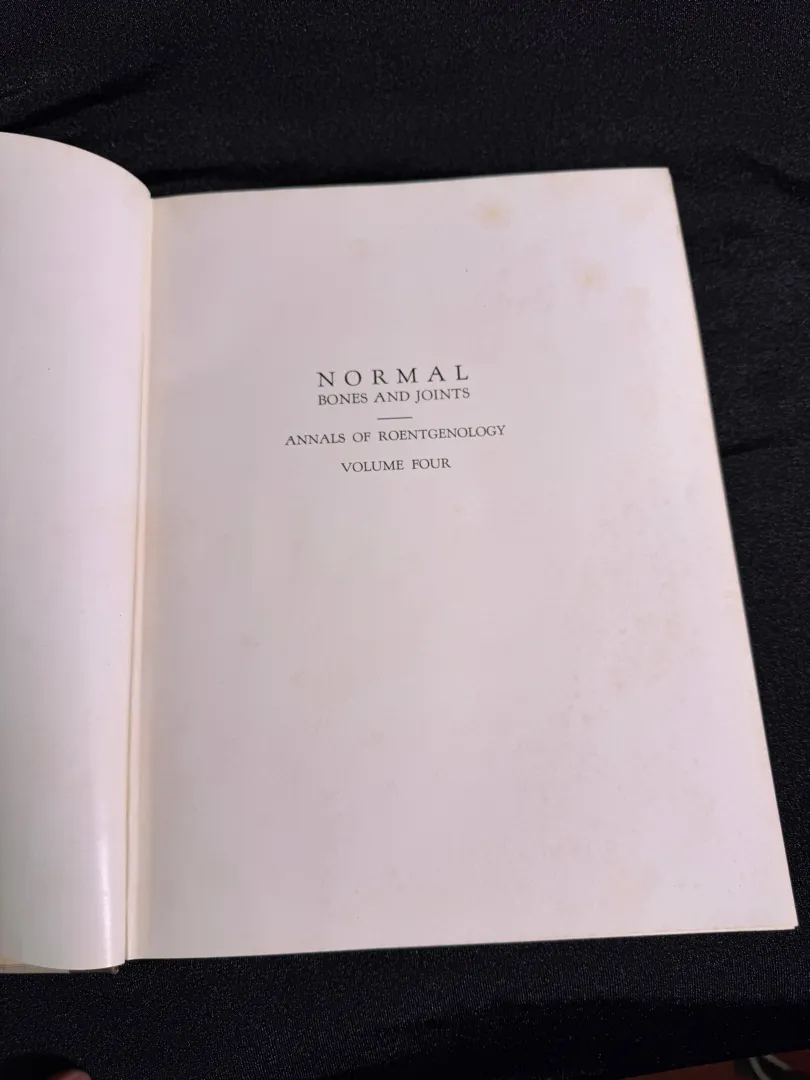 NORMAL
BONES AND JOINTS
ANNALS OF ROENTGENOLOGY
VOLUME FOUR